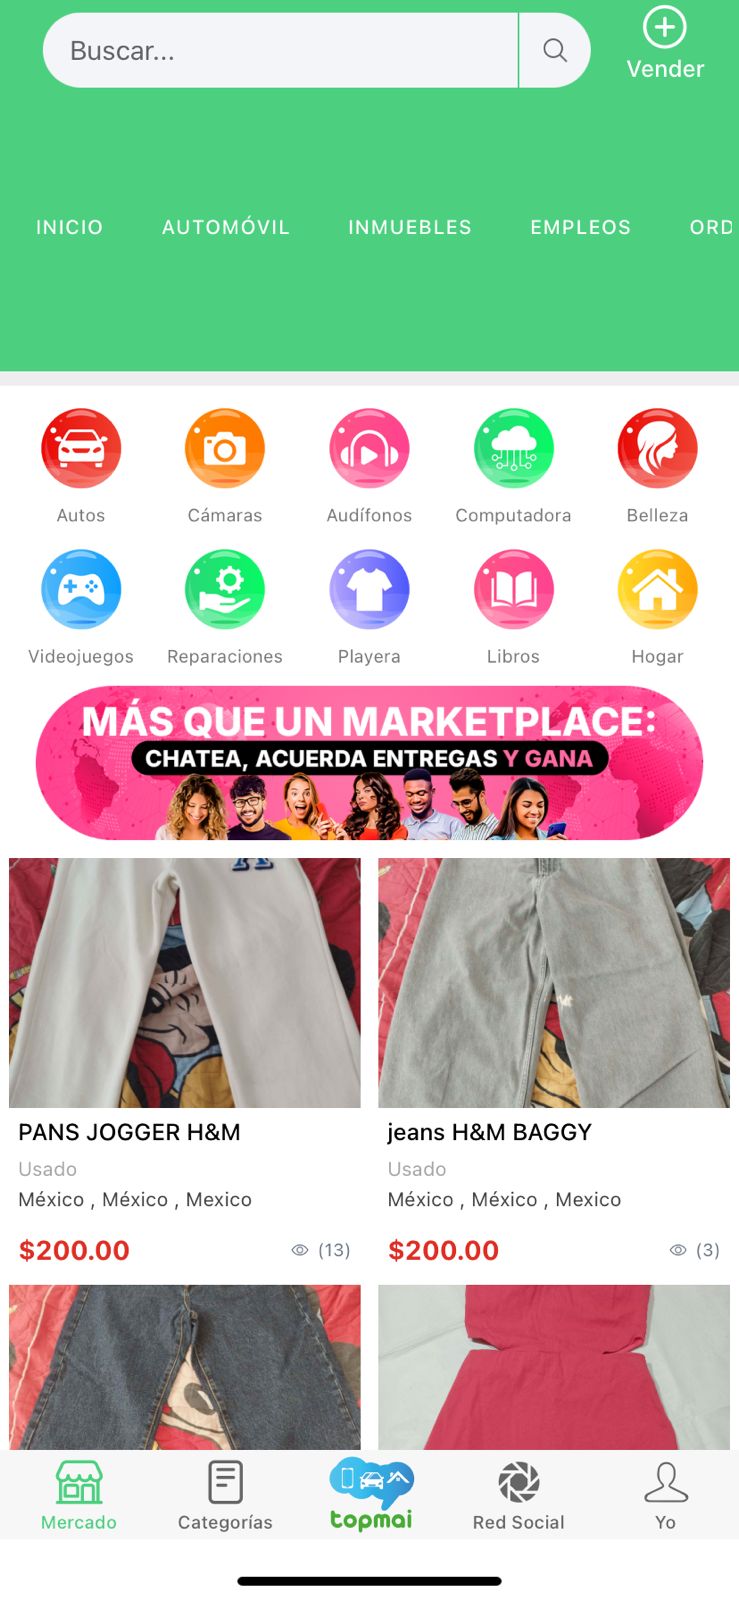 Buscar...
Vender
INICIO AUTOMÓVIL INMUEBLES EMPLEOS ORD
Autos Cámaras Audífonos Computadora Belleza
Videojuegos Reparaciones Playera Libros Hogar
MÁS QUE UN MARKETPLACE:
CHATEA, ACUERDA ENTREGAS Y GANA
PANS JOGGER H&M
Usado
México , México , Mexico
$200.00 (13)
jeans H&M BAGGY
Usado
México , México , Mexico
$200.00 (3)
Mercado Categorías topmai Red Social Yo